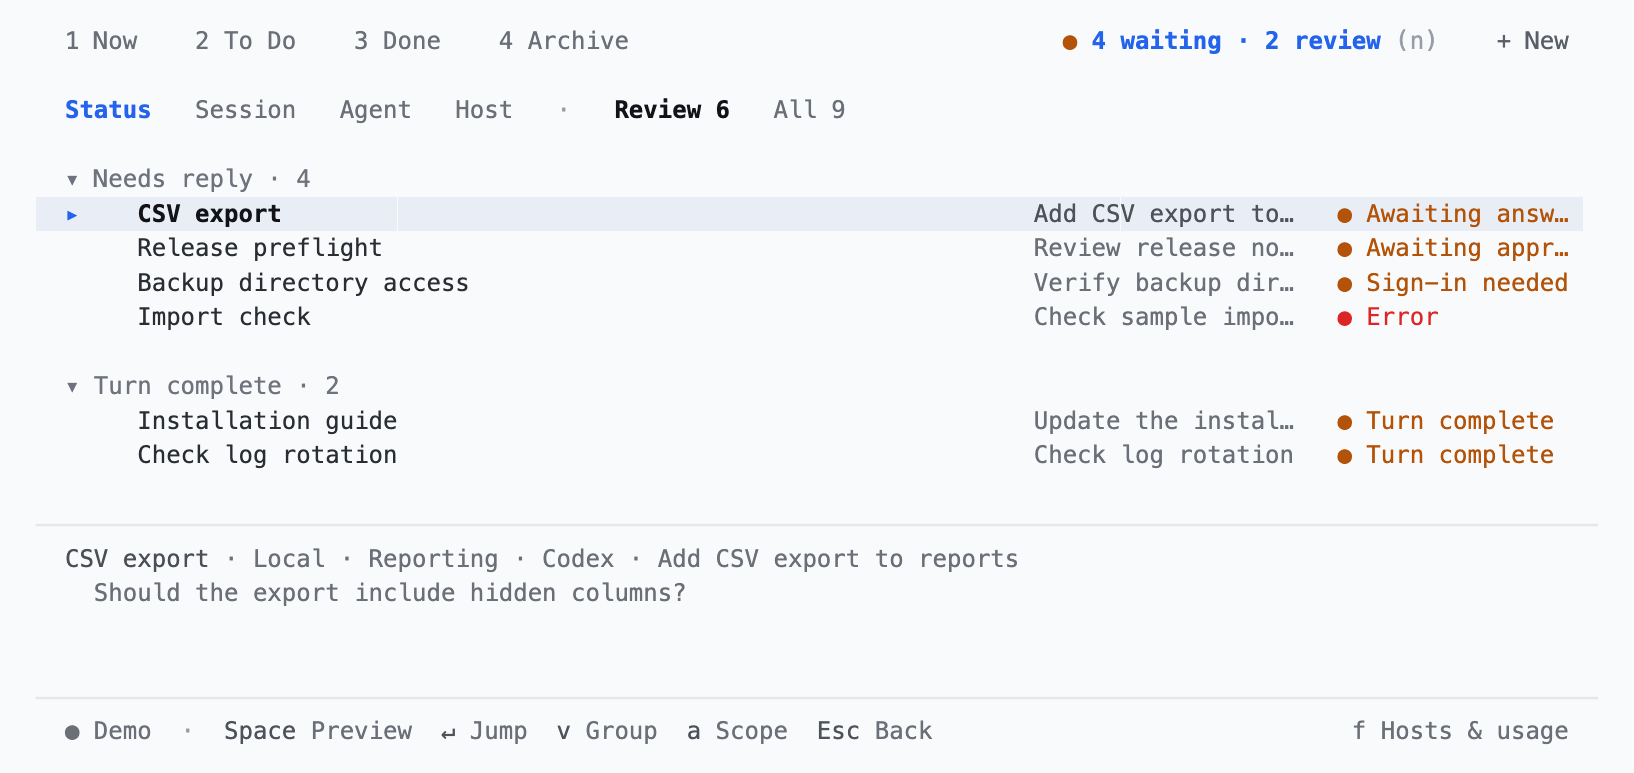 1 Now 2 To Do 3 Done 4 Archive ● 4 waiting · 2 review (n) + New
Status Session Agent Host · Review 6 All 9
▾ Needs reply · 4
▸ CSV export Add CSV export to… ● Awaiting answ…
Release preflight Review release no… ● Awaiting appr…
Backup directory access Verify backup dir… ● Sign-in needed
Import check Check sample impo… ● Error
▾ Turn complete · 2
Installation guide Update the instal… ● Turn complete
Check log rotation Check log rotation ● Turn complete
CSV export · Local · Reporting · Codex · Add CSV export to reports
Should the export include hidden columns?
● Demo · Space Preview ↵ Jump v Group a Scope Esc Back f Hosts & usage